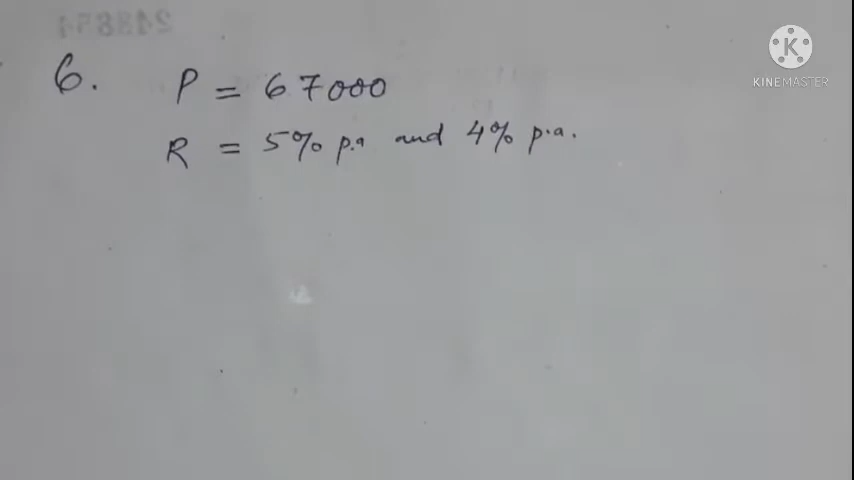 6. P = 67000
R = 5% p.a and 4% p.a.
K
KINEMASTER